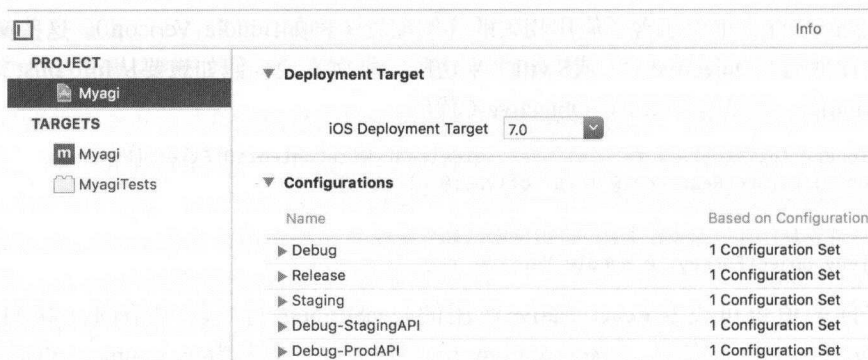 Info
PROJECT
Myagi
TARGETS
Myagi
MyagiTests
Deployment Target
iOS Deployment Target 7.0
Configurations
Name Based on Configuration
Debug 1 Configuration Set
Release 1 Configuration Set
Staging 1 Configuration Set
Debug-StagingAPI 1 Configuration Set
Debug-ProdAPI 1 Configuration Set